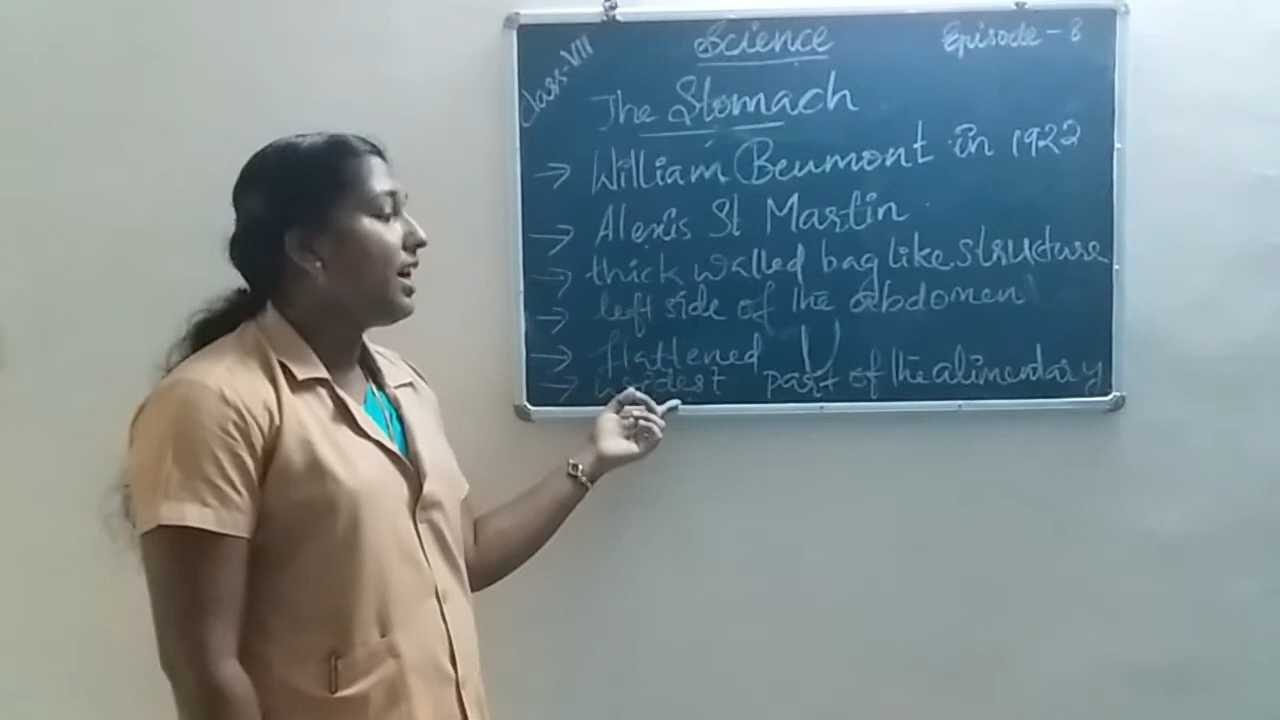 Science
Episode - 8
Class-VII
The Stomach
→ William Beumont in 1922
→ Alexis St Martin
→ thick walled bag like structure
→ left side of the abdomen
→ flattened U
→ widest part of the alimentary